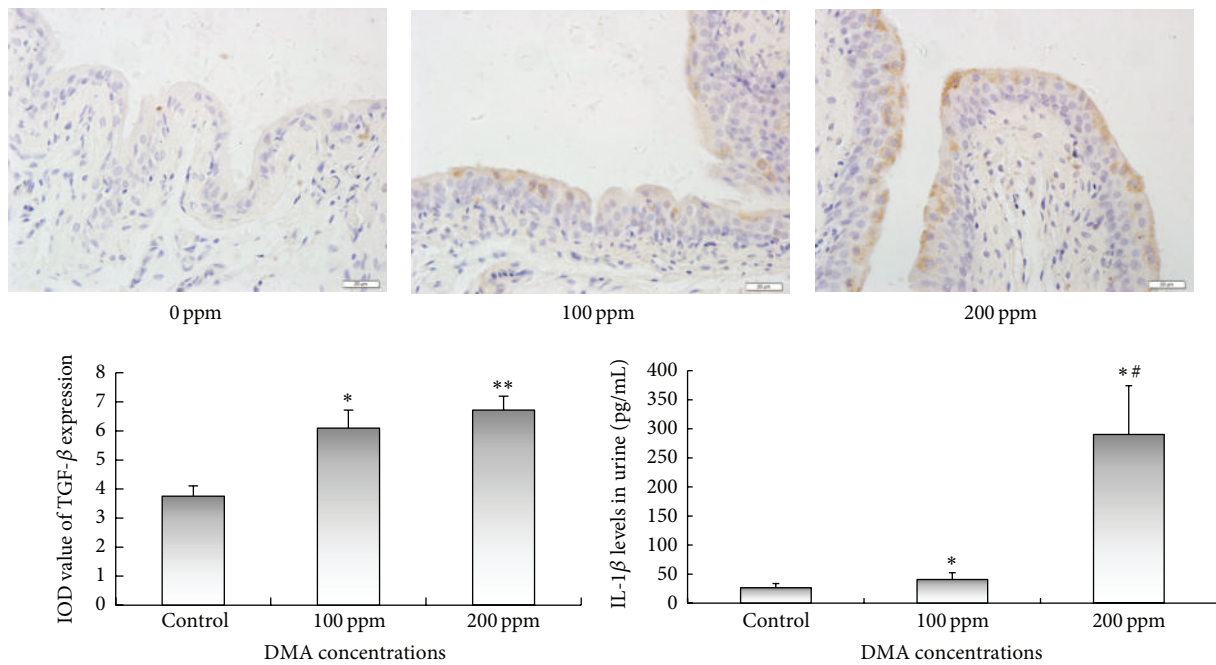 0 ppm
100 ppm
200 ppm
IOD value of TGF-β expression
8
7
6
5
4
3
2
1
0
*
**
Control
100 ppm
200 ppm
DMA concentrations
IL-1β levels in urine (pg/mL)
400
350
300
250
200
150
100
50
0
*
* #
Control
100 ppm
200 ppm
DMA concentrations